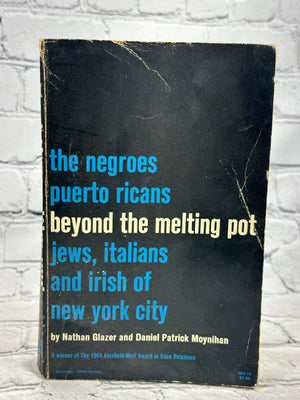 the negroes
puerto ricans
beyond the melting pot
jews, italians
and irish of
new york city
by Nathan Glazer and Daniel Patrick Moynihan
A winner of The 1964 Anisfield-Wolf Award in Race Relations